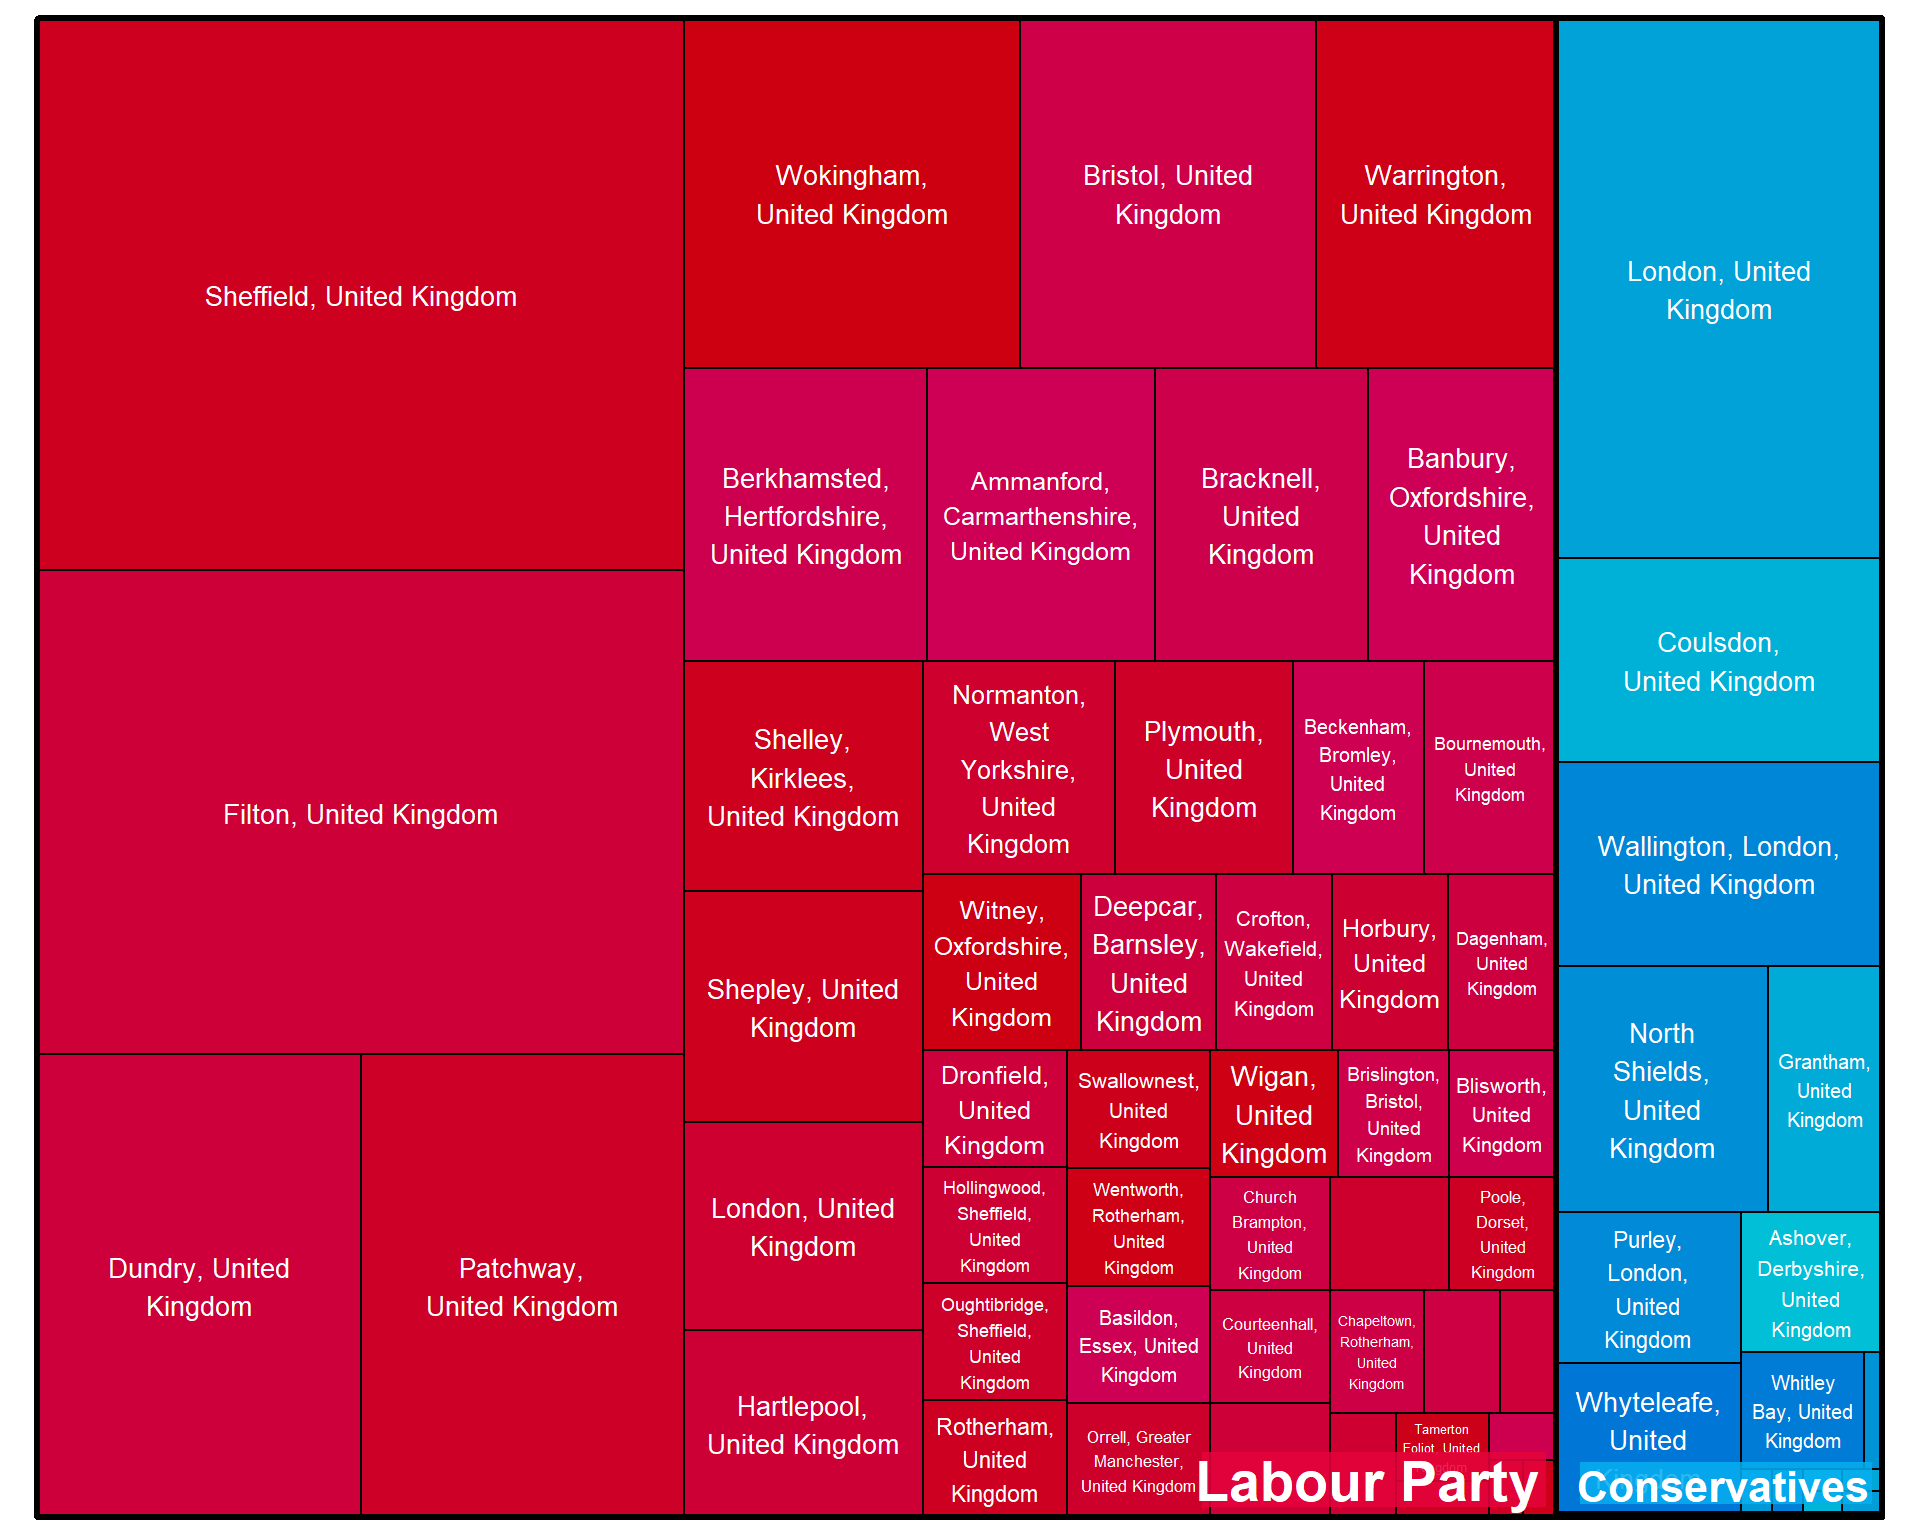 Sheffield, United Kingdom
Filton, United Kingdom
Dundry, United
Kingdom
Patchway,
United Kingdom
Wokingham,
United Kingdom
Bristol, United
Kingdom
Warrington,
United Kingdom
Berkhamsted,
Hertfordshire,
United Kingdom
Ammanford,
Carmarthenshire,
United Kingdom
Bracknell,
United
Kingdom
Banbury,
Oxfordshire,
United
Kingdom
Shelley,
Kirklees,
United Kingdom
Shepley, United
Kingdom
London, United
Kingdom
Hartlepool,
United Kingdom
Normanton,
West
Yorkshire,
United
Kingdom
Plymouth,
United
Kingdom
Beckenham,
Bromley,
United
Kingdom
Bournemouth,
United
Kingdom
Witney,
Oxfordshire,
United
Kingdom
Deepcar,
Barnsley,
United
Kingdom
Crofton,
Wakefield,
United
Kingdom
Horbury,
United
Kingdom
Dagenham,
United
Kingdom
Dronfield,
United
Kingdom
Hollingwood,
Sheffield,
United
Kingdom
Oughtibridge,
Sheffield,
United
Kingdom
Rotherham,
United
Kingdom
Swallownest,
United
Kingdom
Wentworth,
Rotherham,
United
Kingdom
Basildon,
Essex, United
Kingdom
Orrell, Greater
Manchester,
United Kingdom
Wigan,
United
Kingdom
Brislington,
Bristol,
United
Kingdom
Blisworth,
United
Kingdom
Church
Brampton,
United
Kingdom
Poole,
Dorset,
United
Kingdom
Courteenhall,
United
Kingdom
Chapeltown,
Rotherham,
United
Kingdom
Tamerton
Foliot, United
Labour Party
London, United
Kingdom
Coulsdon,
United Kingdom
Wallington, London,
United Kingdom
North
Shields,
United
Kingdom
Grantham,
United
Kingdom
Purley,
London,
United
Kingdom
Ashover,
Derbyshire,
United
Kingdom
Whyteleafe,
United
Kingdom
Whitley
Bay, United
Kingdom
Conservatives